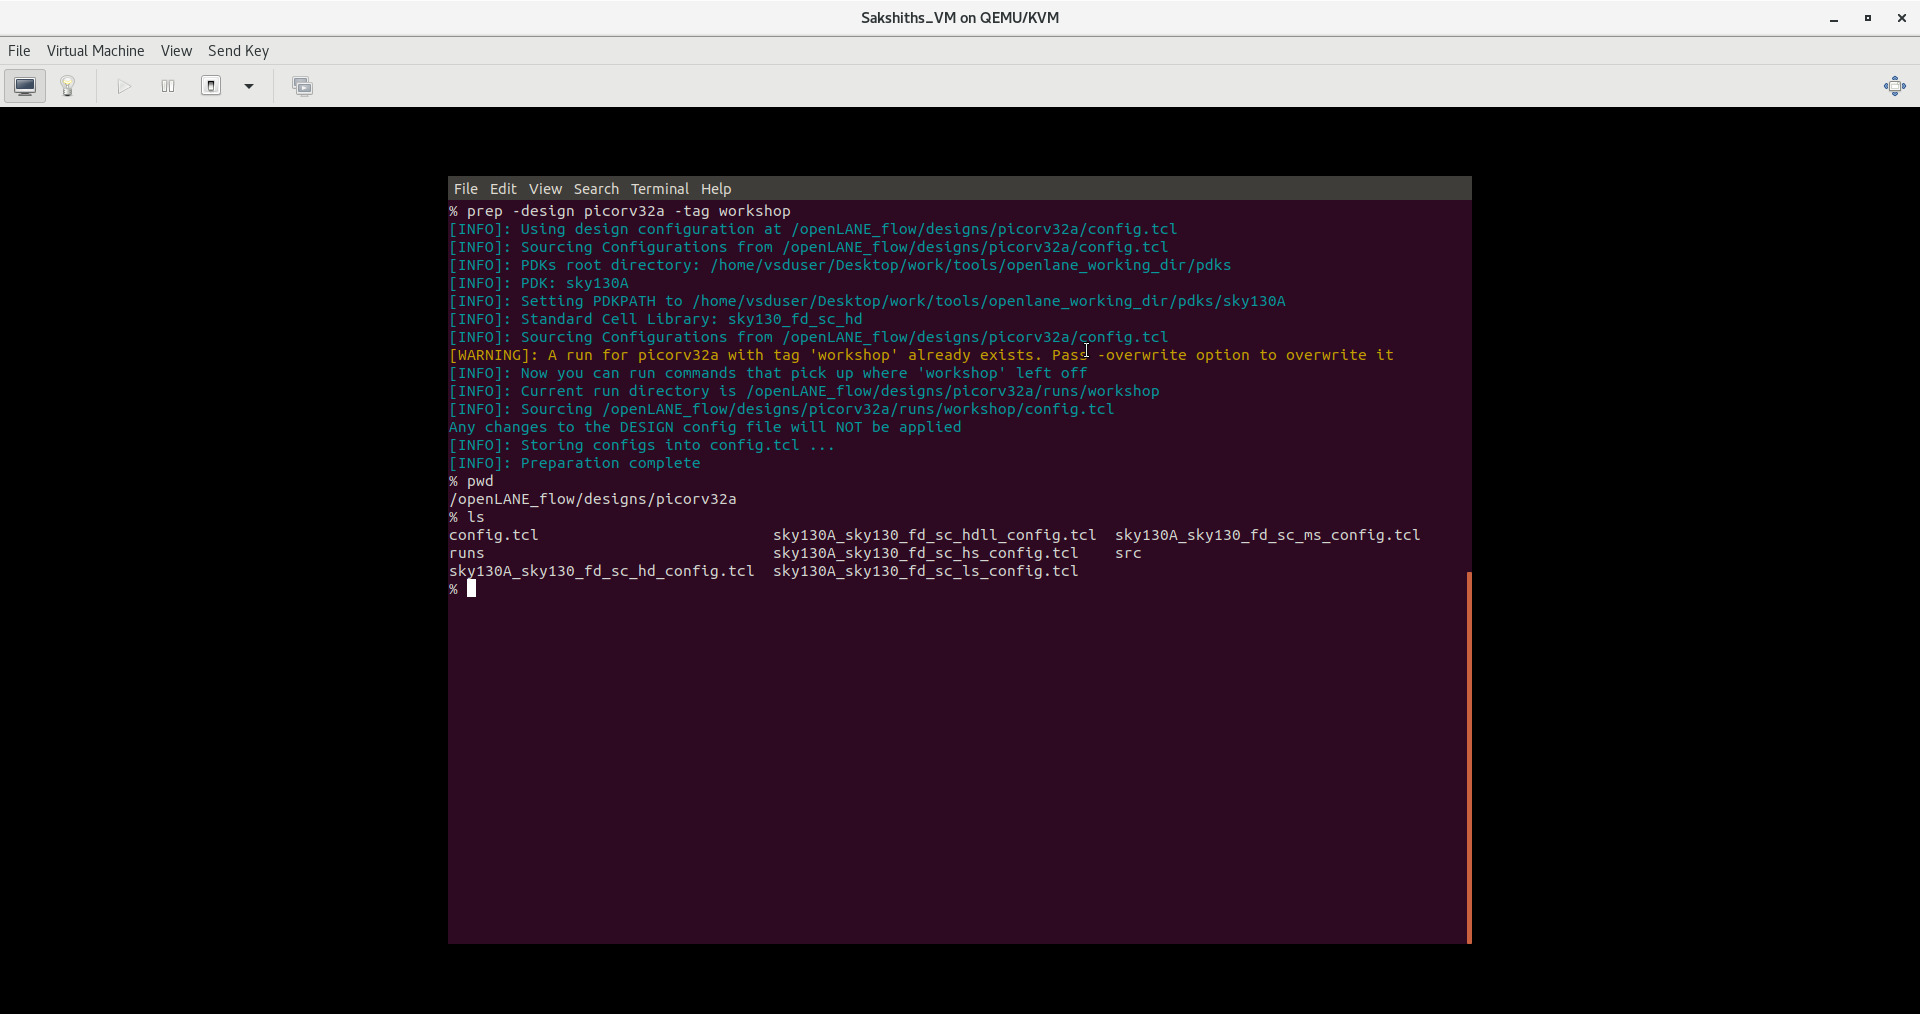 Sakshiths_VM on QEMU/KVM
File Virtual Machine View Send Key
File Edit View Search Terminal Help
% prep -design picorv32a -tag workshop
[INFO]: Using design configuration at /openLANE_flow/designs/picorv32a/config.tcl
[INFO]: Sourcing Configurations from /openLANE_flow/designs/picorv32a/config.tcl
[INFO]: PDKs root directory: /home/vsduser/Desktop/work/tools/openlane_working_dir/pdks
[INFO]: PDK: sky130A
[INFO]: Setting PDKPATH to /home/vsduser/Desktop/work/tools/openlane_working_dir/pdks/sky130A
[INFO]: Standard Cell Library: sky130_fd_sc_hd
[INFO]: Sourcing Configurations from /openLANE_flow/designs/picorv32a/config.tcl
[WARNING]: A run for picorv32a with tag 'workshop' already exists. Pass -overwrite option to overwrite it
[INFO]: Now you can run commands that pick up where 'workshop' left off
[INFO]: Current run directory is /openLANE_flow/designs/picorv32a/runs/workshop
[INFO]: Sourcing /openLANE_flow/designs/picorv32a/runs/workshop/config.tcl
Any changes to the DESIGN config file will NOT be applied
[INFO]: Storing configs into config.tcl ...
[INFO]: Preparation complete
% pwd
/openLANE_flow/designs/picorv32a
% ls
config.tcl sky130A_sky130_fd_sc_hdll_config.tcl sky130A_sky130_fd_sc_ms_config.tcl
runs sky130A_sky130_fd_sc_hs_config.tcl src
sky130A_sky130_fd_sc_hd_config.tcl sky130A_sky130_fd_sc_ls_config.tcl
%